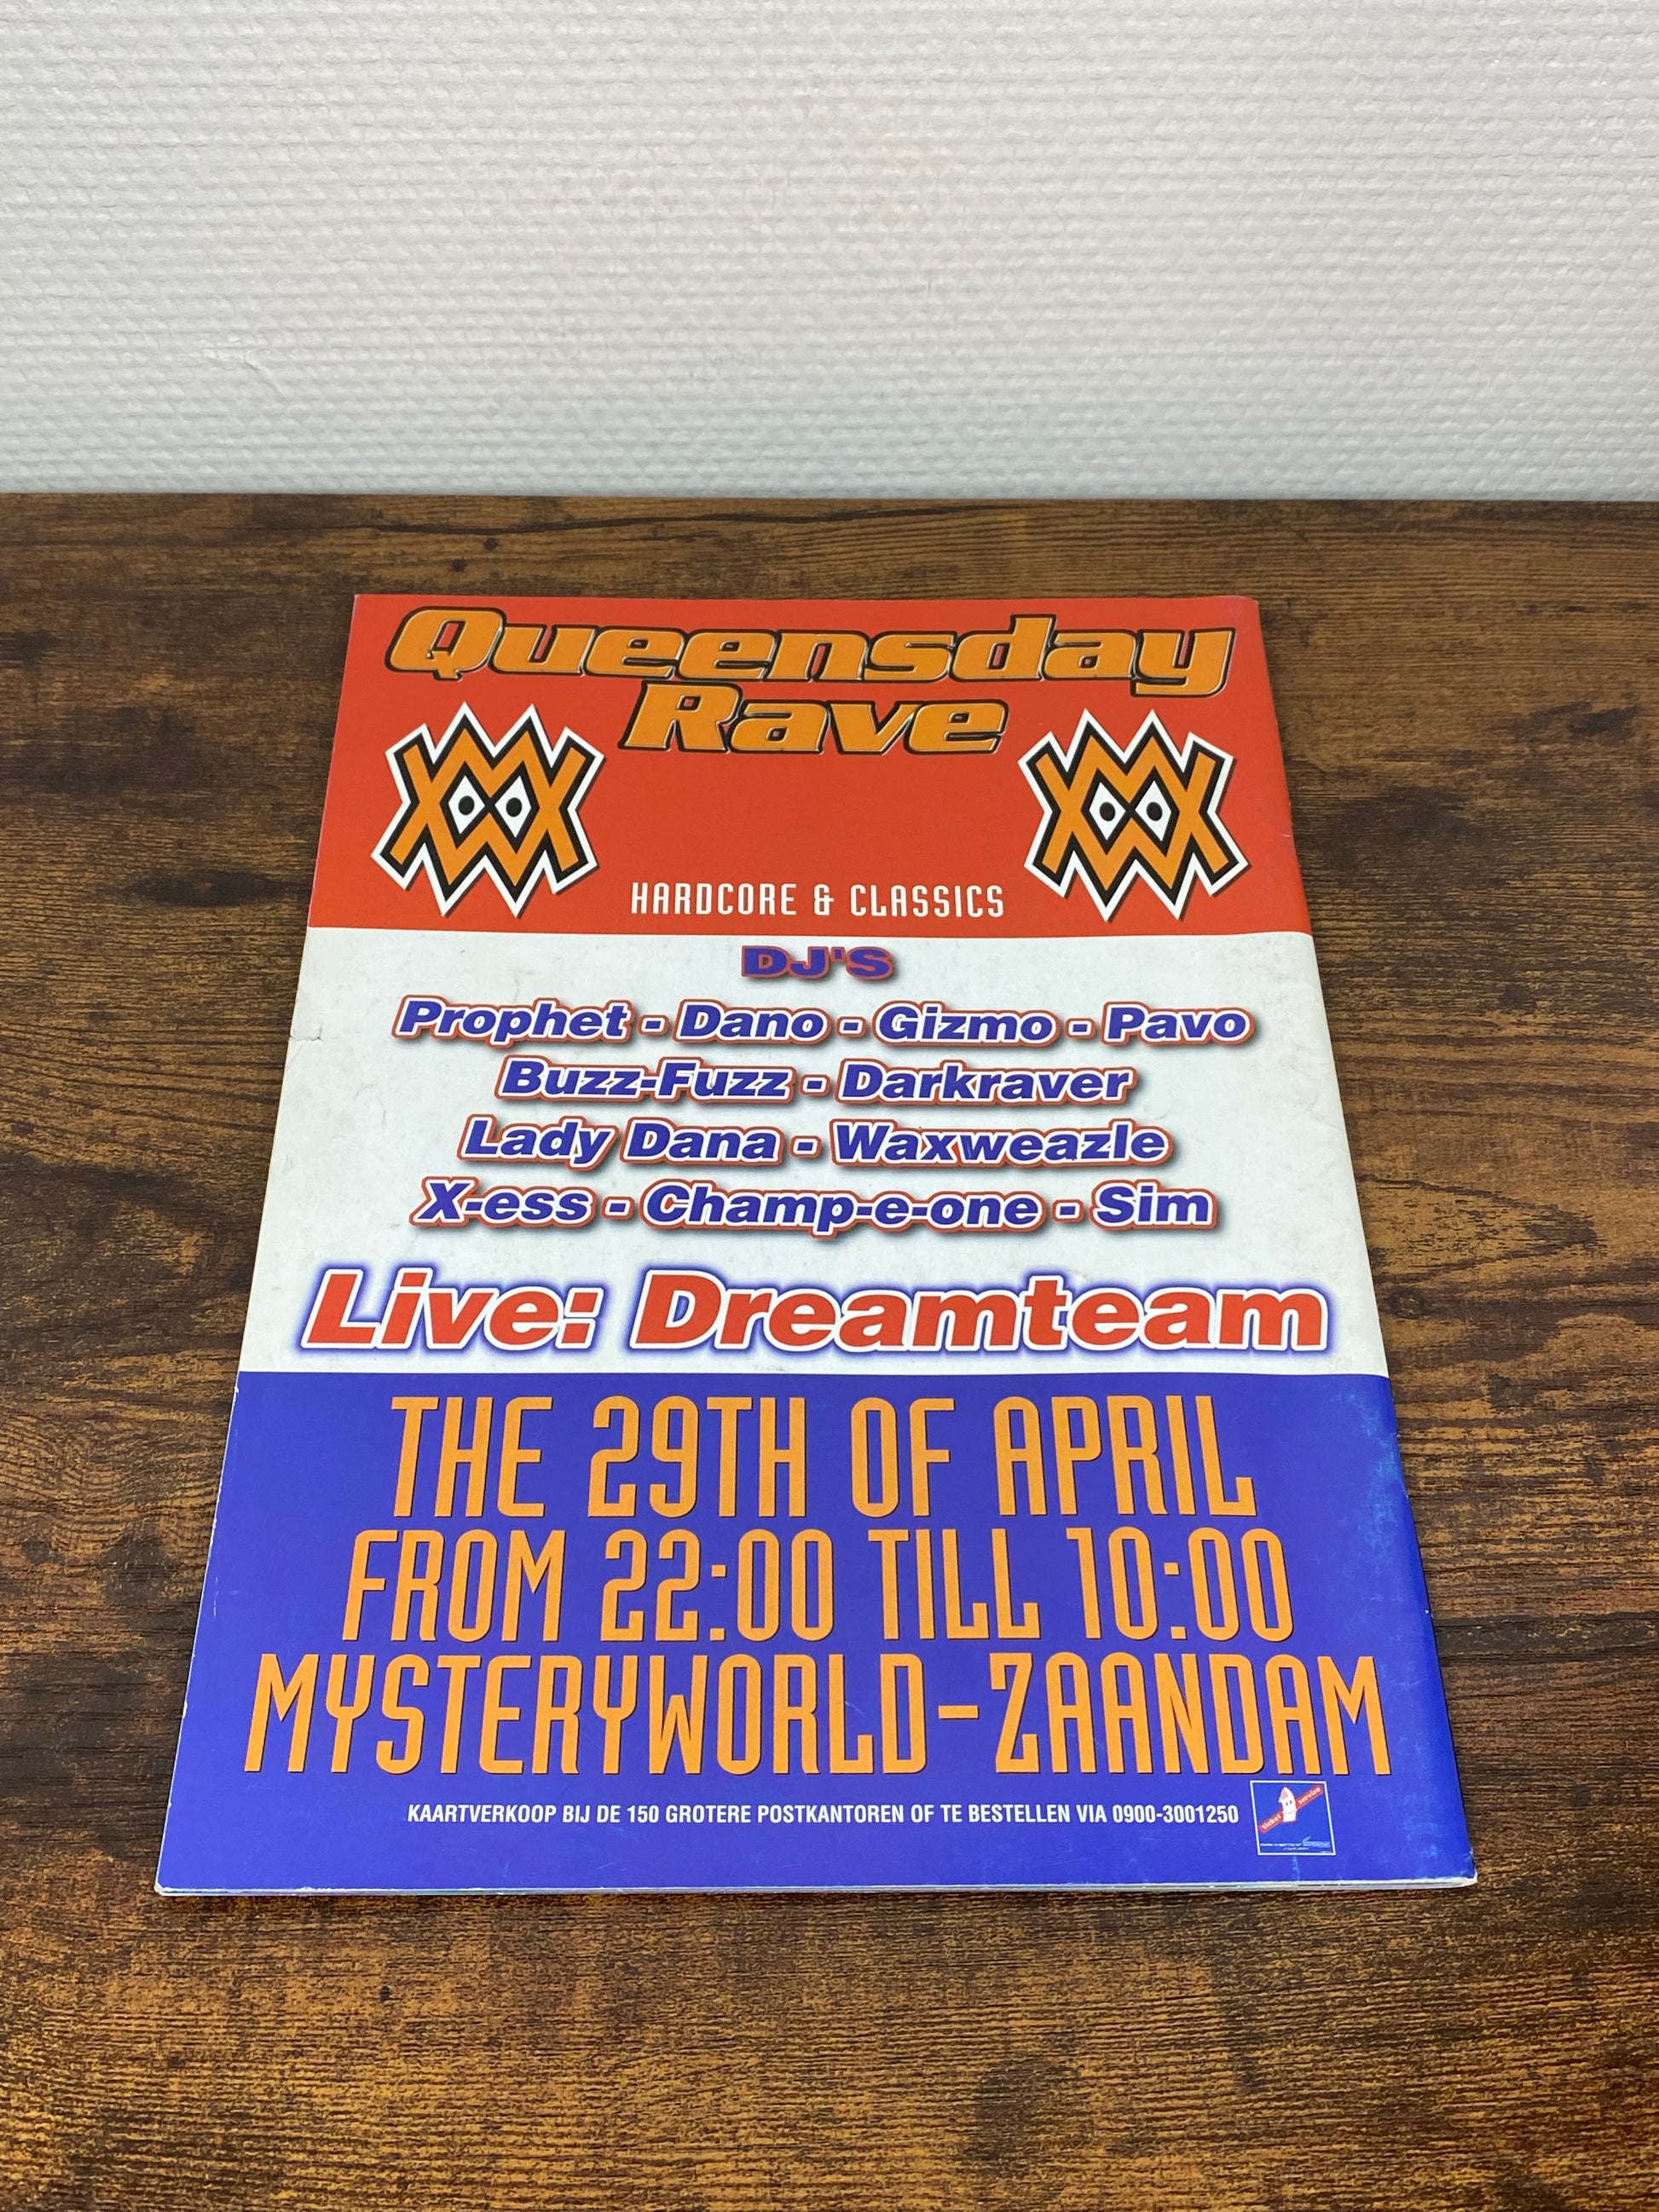 Queensday
Rave
HARDCORE & CLASSICS
DJ'S
Prophet - Dano - Gizmo - Pavo
Buzz-Fuzz - Darkraver
Lady Dana - Waxweazle
X-ess - Champ-e-one - Sim
Live: Dreamteam
THE 29TH OF APRIL
FROM 22:00 TILL 10:00
MYSTERYWORLD-ZAANDAM
KAARTVERKOOP BIJ DE 150 GROTERE POSTKANTOREN OF TE BESTELLEN VIA 0900-3001250
ticket service